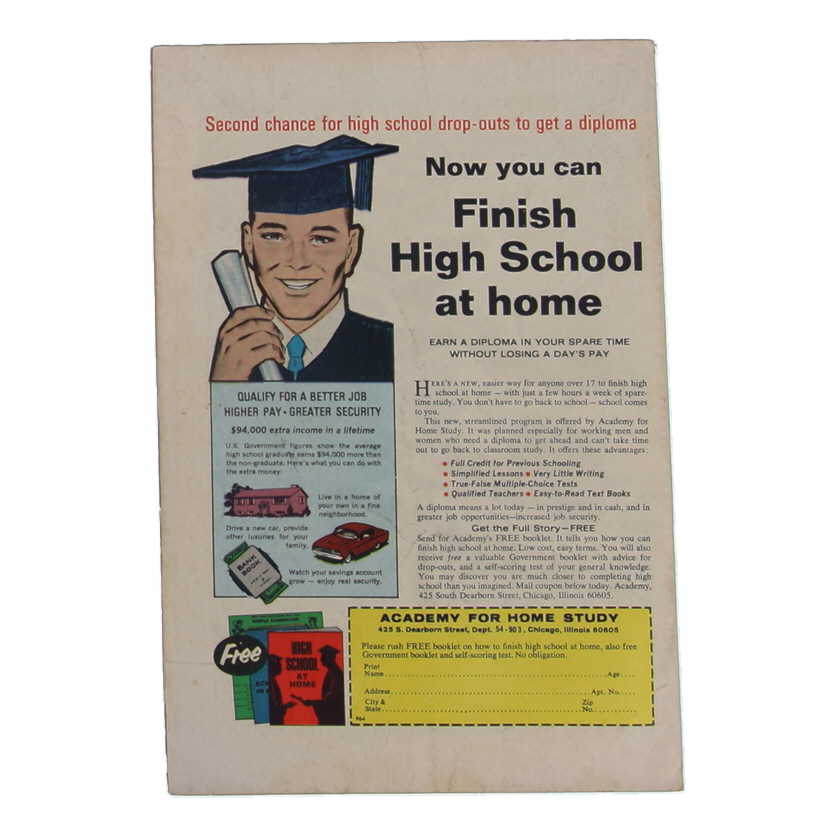 Second chance for high school drop-outs to get a diploma
Now you can
Finish
High School
at home
EARN A DIPLOMA IN YOUR SPARE TIME
WITHOUT LOSING A DAY'S PAY
QUALIFY FOR A BETTER JOB
HIGHER PAY • GREATER SECURITY
$94,000 extra income in a lifetime
U.S. Government figures show the average
high school graduate earns $94,000 more than
the non-graduate. Here's what you can do with
the extra money:
Live in a home of
your own in a fine
neighborhood.
Drive a new car, provide
other luxuries for your
family.
BANK
BOOK
Watch your savings account
grow — enjoy real security.
HERE'S A NEW, easier way for anyone over 17 to finish high
school at home — with just a few hours a week of spare-
time study. You don't have to go back to school — school comes
to you.
This new, streamlined program is offered by Academy for
Home Study. It was planned especially for working men and
women who need a diploma to get ahead and can't take time
out to go back to classroom study. It offers these advantages:
• Full Credit for Previous Schooling
• Simplified Lessons • Very Little Writing
• True-False Multiple-Choice Tests
• Qualified Teachers • Easy-to-Read Text Books
A diploma means a lot today — in prestige and in cash, and in
greater job opportunities—increased job security.
Get the Full Story—FREE
Send for Academy's FREE booklet. It tells you how you can
finish high school at home. Low cost, easy terms. You will also
receive free a valuable Government booklet with advice for
drop-outs, and a self-scoring test of your general knowledge.
You may discover you are much closer to completing high
school than you imagined. Mail coupon below today. Academy,
425 South Dearborn Street, Chicago, Illinois 60605.
SAMPLE EXAMINATION
Free
HIGH
SCHOOL
AT
HOME
ACADEMY FOR HOME STUDY
425 S. Dearborn Street, Dept. 54-903, Chicago, Illinois 60605
Please rush FREE booklet on how to finish high school at home, also free
Government booklet and self-scoring test. No obligation.
Print
Name Age
Address Apt. No.
City & Zip
State No.
964